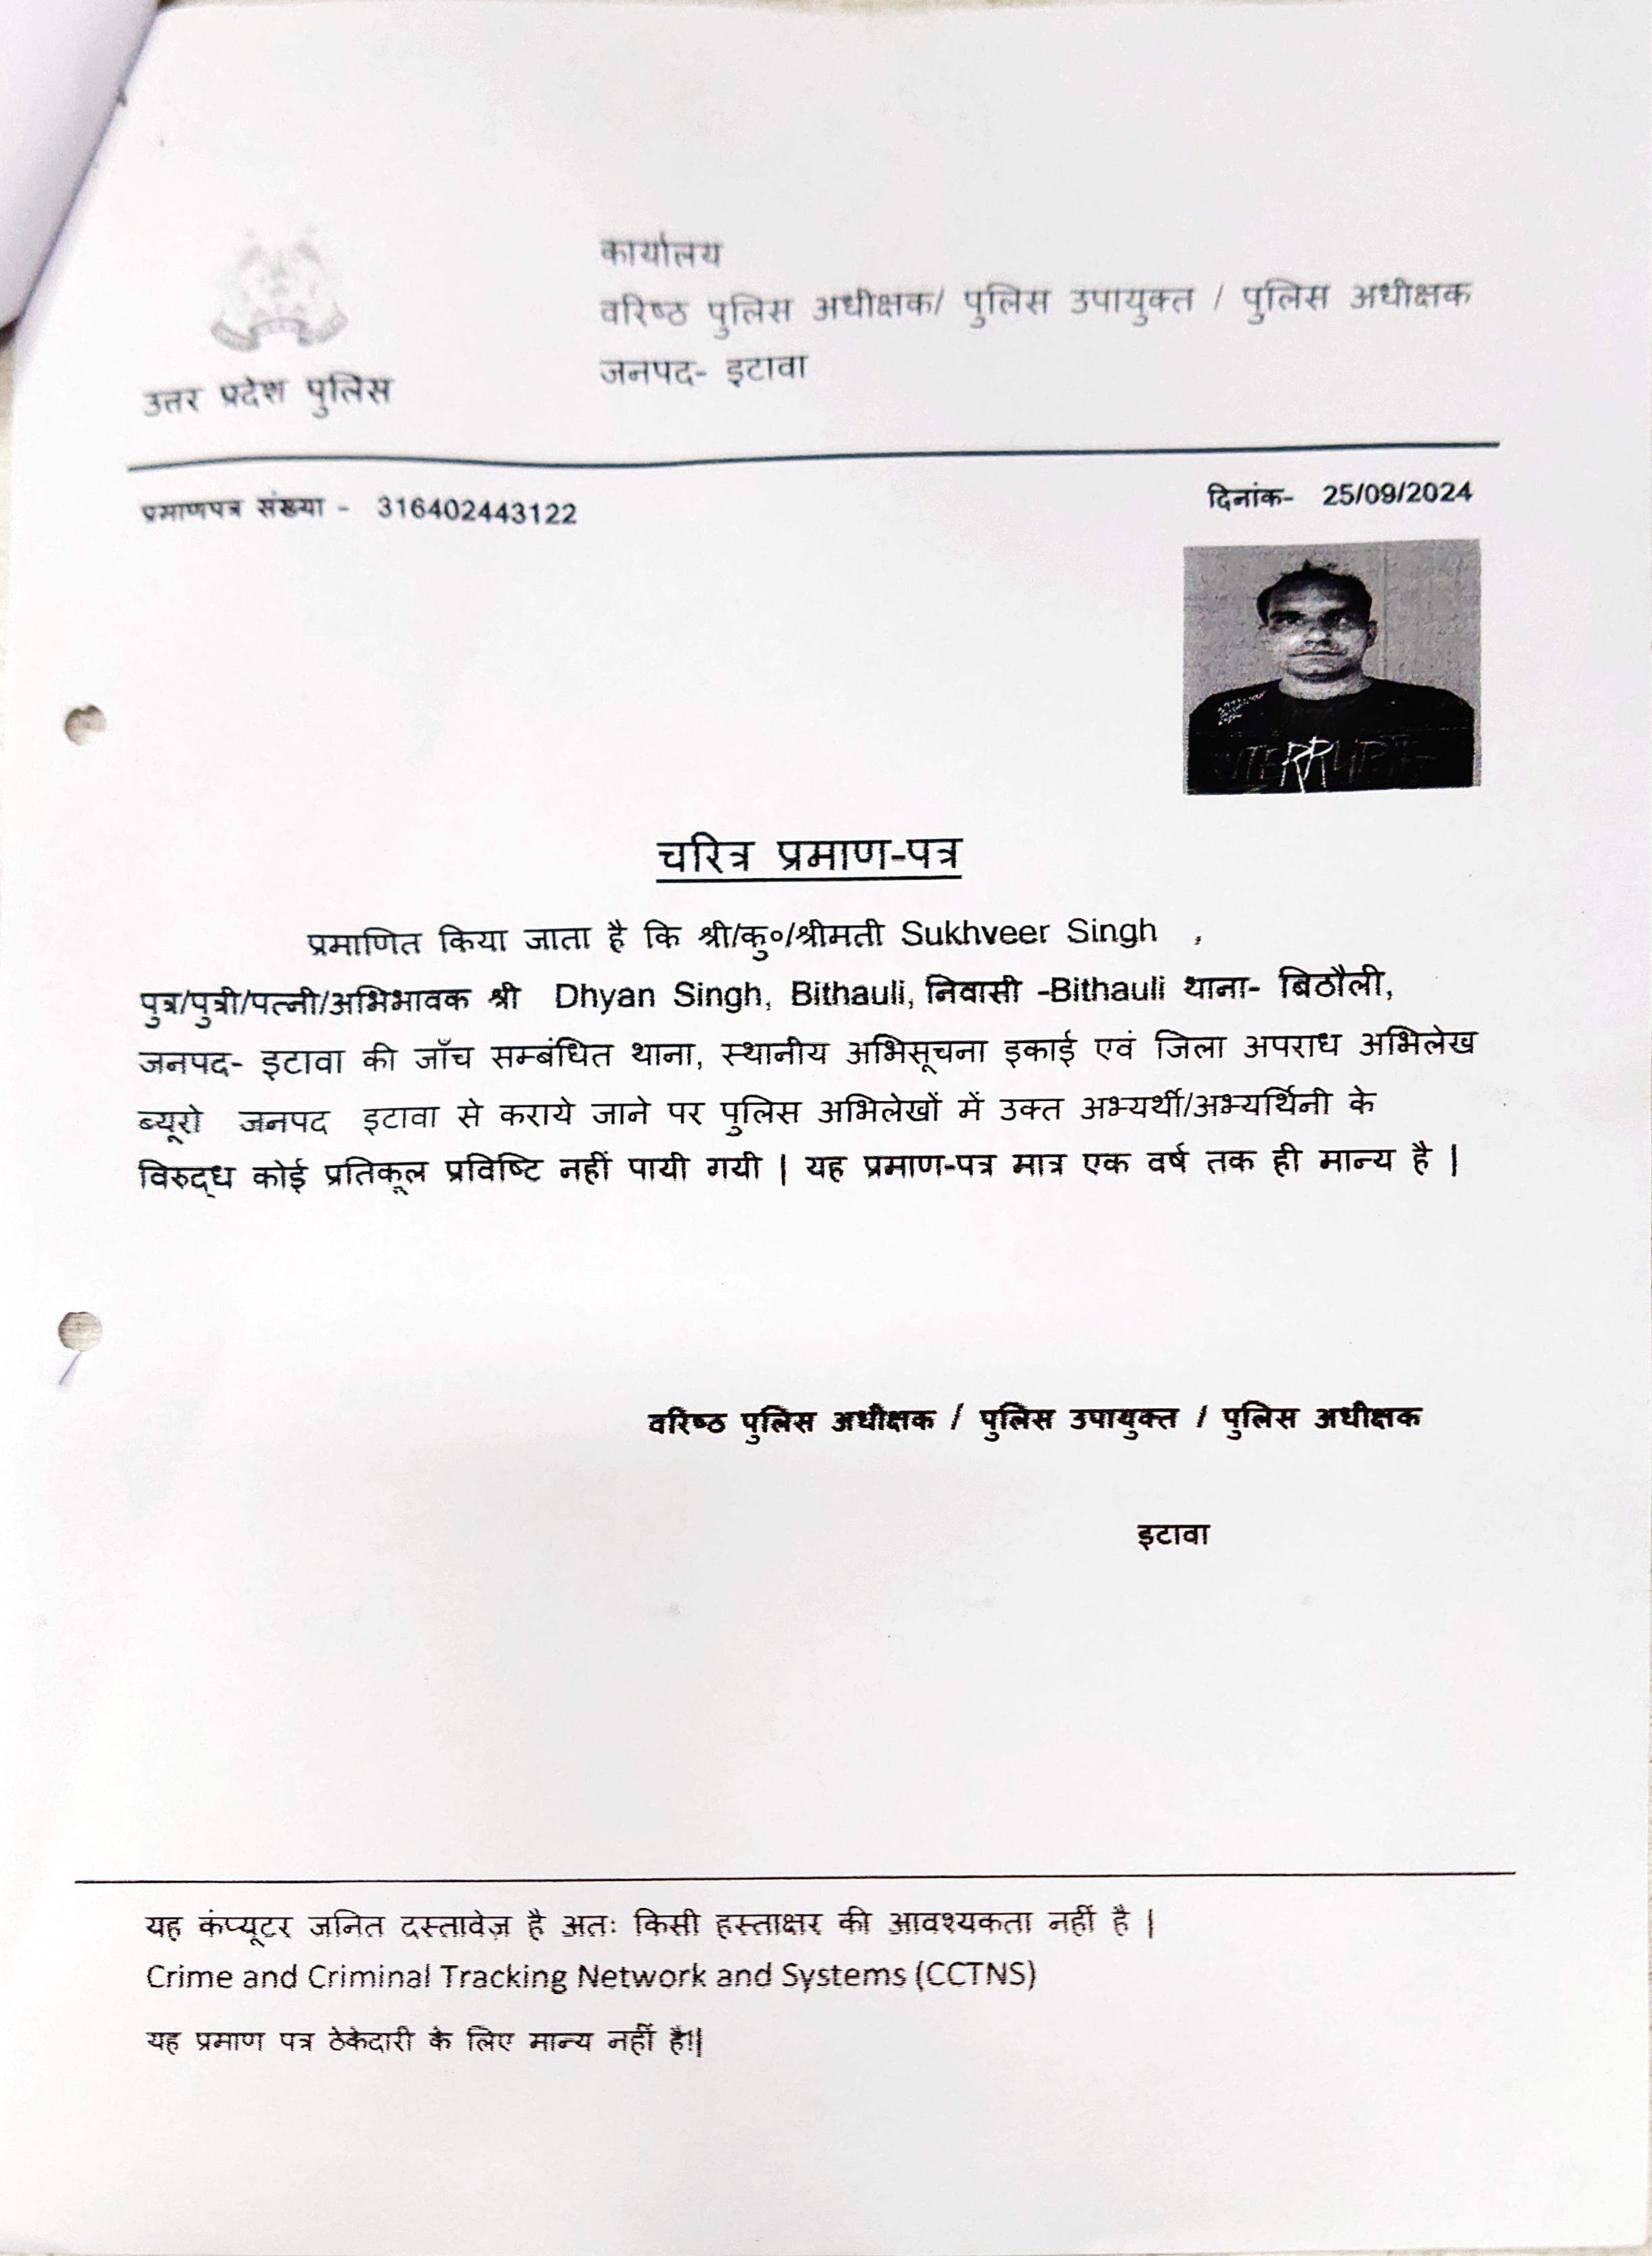 कार्यालय
वरिष्ठ पुलिस अधीक्षक/ पुलिस उपायुक्त / पुलिस अधीक्षक
जनपद- इटावा
उत्तर प्रदेश पुलिस
प्रमाणपत्र संख्या - 316402443122
दिनांक- 25/09/2024
चरित्र प्रमाण-पत्र
प्रमाणित किया जाता है कि श्री/कु०/श्रीमती Sukhveer Singh ,
पुत्र/पुत्री/पत्नी/अभिभावक श्री Dhyan Singh, Bithauli, निवासी -Bithauli थाना- बिठौली,
जनपद- इटावा की जाँच सम्बंधित थाना, स्थानीय अभिसूचना इकाई एवं जिला अपराध अभिलेख
ब्यूरो जनपद इटावा से कराये जाने पर पुलिस अभिलेखों में उक्त अभ्यर्थी/अभ्यर्थिनी के
विरुद्ध कोई प्रतिकूल प्रविष्टि नहीं पायी गयी | यह प्रमाण-पत्र मात्र एक वर्ष तक ही मान्य है |
वरिष्ठ पुलिस अधीक्षक / पुलिस उपायुक्त / पुलिस अधीक्षक
इटावा
यह कंप्यूटर जनित दस्तावेज़ है अतः किसी हस्ताक्षर की आवश्यकता नहीं है |
Crime and Criminal Tracking Network and Systems (CCTNS)
यह प्रमाण पत्र ठेकेदारी के लिए मान्य नहीं है!|